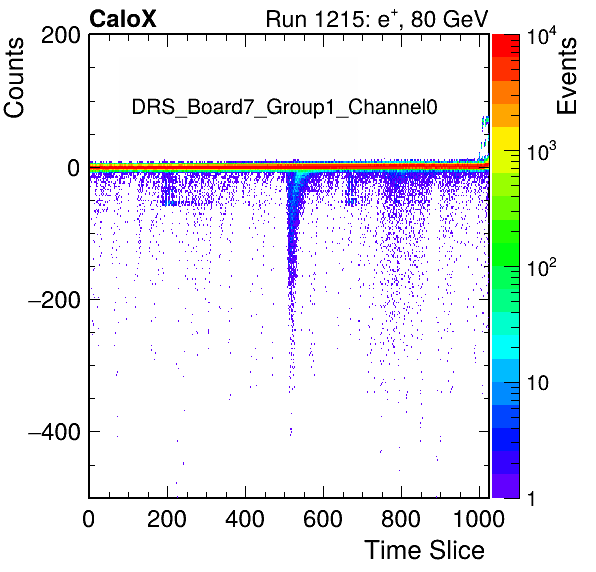 CaloX Run 1215: e+, 80 GeV
Counts
Events
DRS_Board7_Group1_Channel0
200
0
−200
−400
0 200 400 600 800 1000
Time Slice
10^4
10^3
10^2
10
1